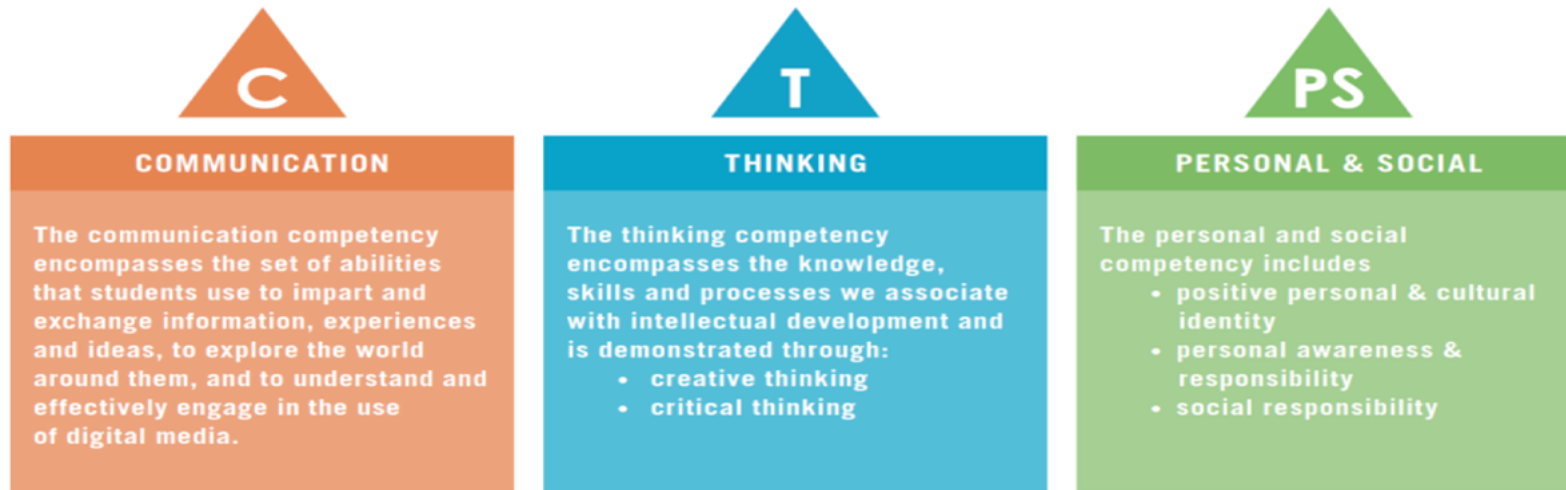 C
COMMUNICATION
The communication competency
encompasses the set of abilities
that students use to impart and
exchange information, experiences
and ideas, to explore the world
around them, and to understand and
effectively engage in the use
of digital media.
T
THINKING
The thinking competency
encompasses the knowledge,
skills and processes we associate
with intellectual development and
is demonstrated through:
• creative thinking
• critical thinking
PS
PERSONAL & SOCIAL
The personal and social
competency includes
• positive personal & cultural
identity
• personal awareness &
responsibility
• social responsibility